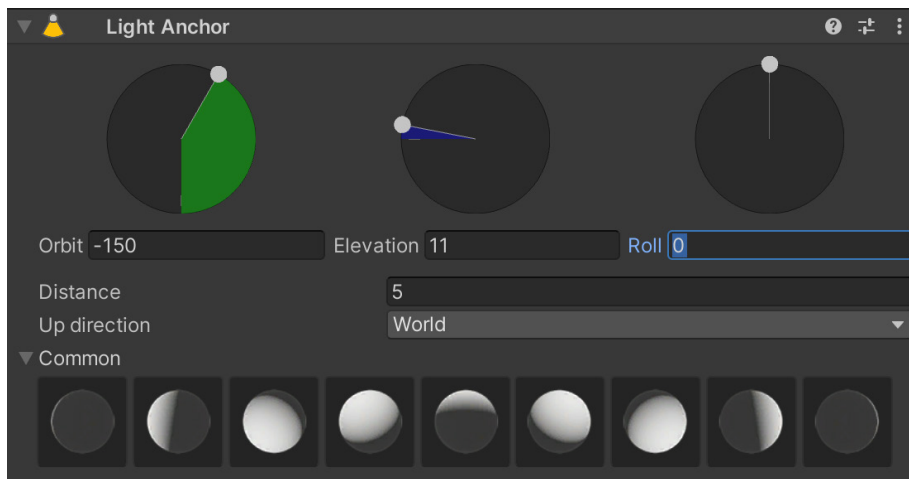 Light Anchor
Orbit -150 Elevation 11 Roll 0
Distance 5
Up direction World
Common